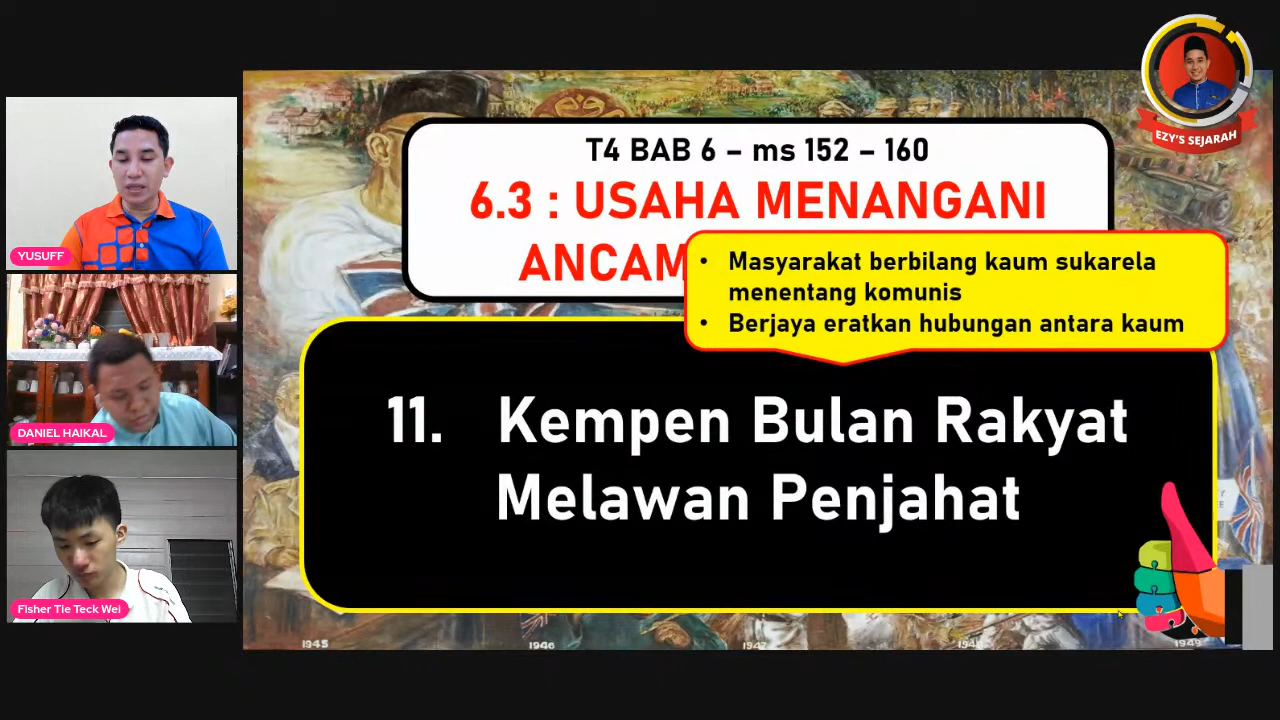 EZY'S SEJARAH
T4 BAB 6 – ms 152 – 160
6.3 : USAHA MENANGANI
ANCAM
• Masyarakat berbilang kaum sukarela
menentang komunis
• Berjaya eratkan hubungan antara kaum
11. Kempen Bulan Rakyat
Melawan Penjahat
YUSUFF
DANIEL HAIKAL
Fisher Tie Teck Wei
1945
1946
1947
1949